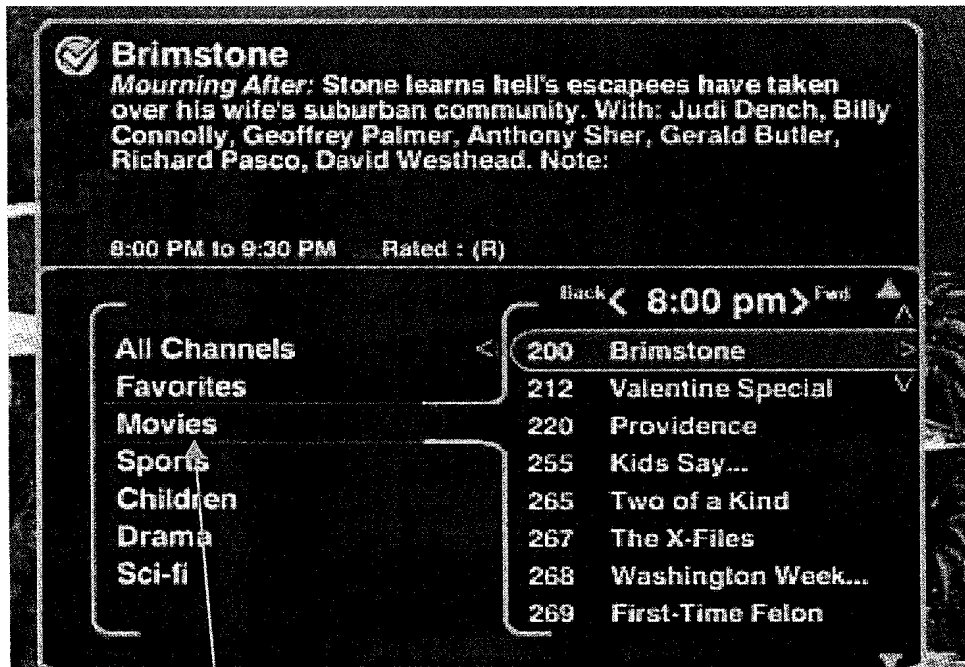 Brimstone
Mourning After: Stone learns hell's escapees have taken
over his wife's suburban community. With: Judi Dench, Billy
Connolly, Geoffrey Palmer, Anthony Sher, Gerald Butler,
Richard Pasco, David Westhead. Note:
8:00 PM to 9:30 PM Rated : (R)
Back < 8:00 pm > Fwd
All Channels
Favorites
Movies
Sports
Children
Drama
Sci-fi
200 Brimstone
212 Valentine Special
220 Providence
255 Kids Say...
265 Two of a Kind
267 The X-Files
268 Washington Week...
269 First-Time Felon